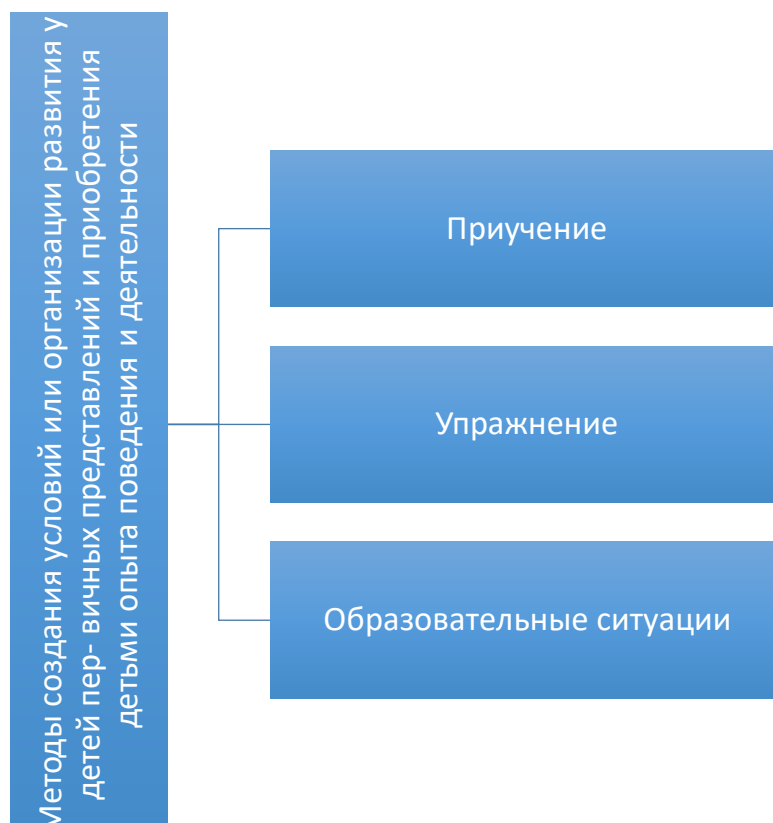 Методы создания условий или организации развития у
детей пер- вичных представлений и приобретения
детьми опыта поведения и деятельности
Приучение
Упражнение
Образовательные ситуации